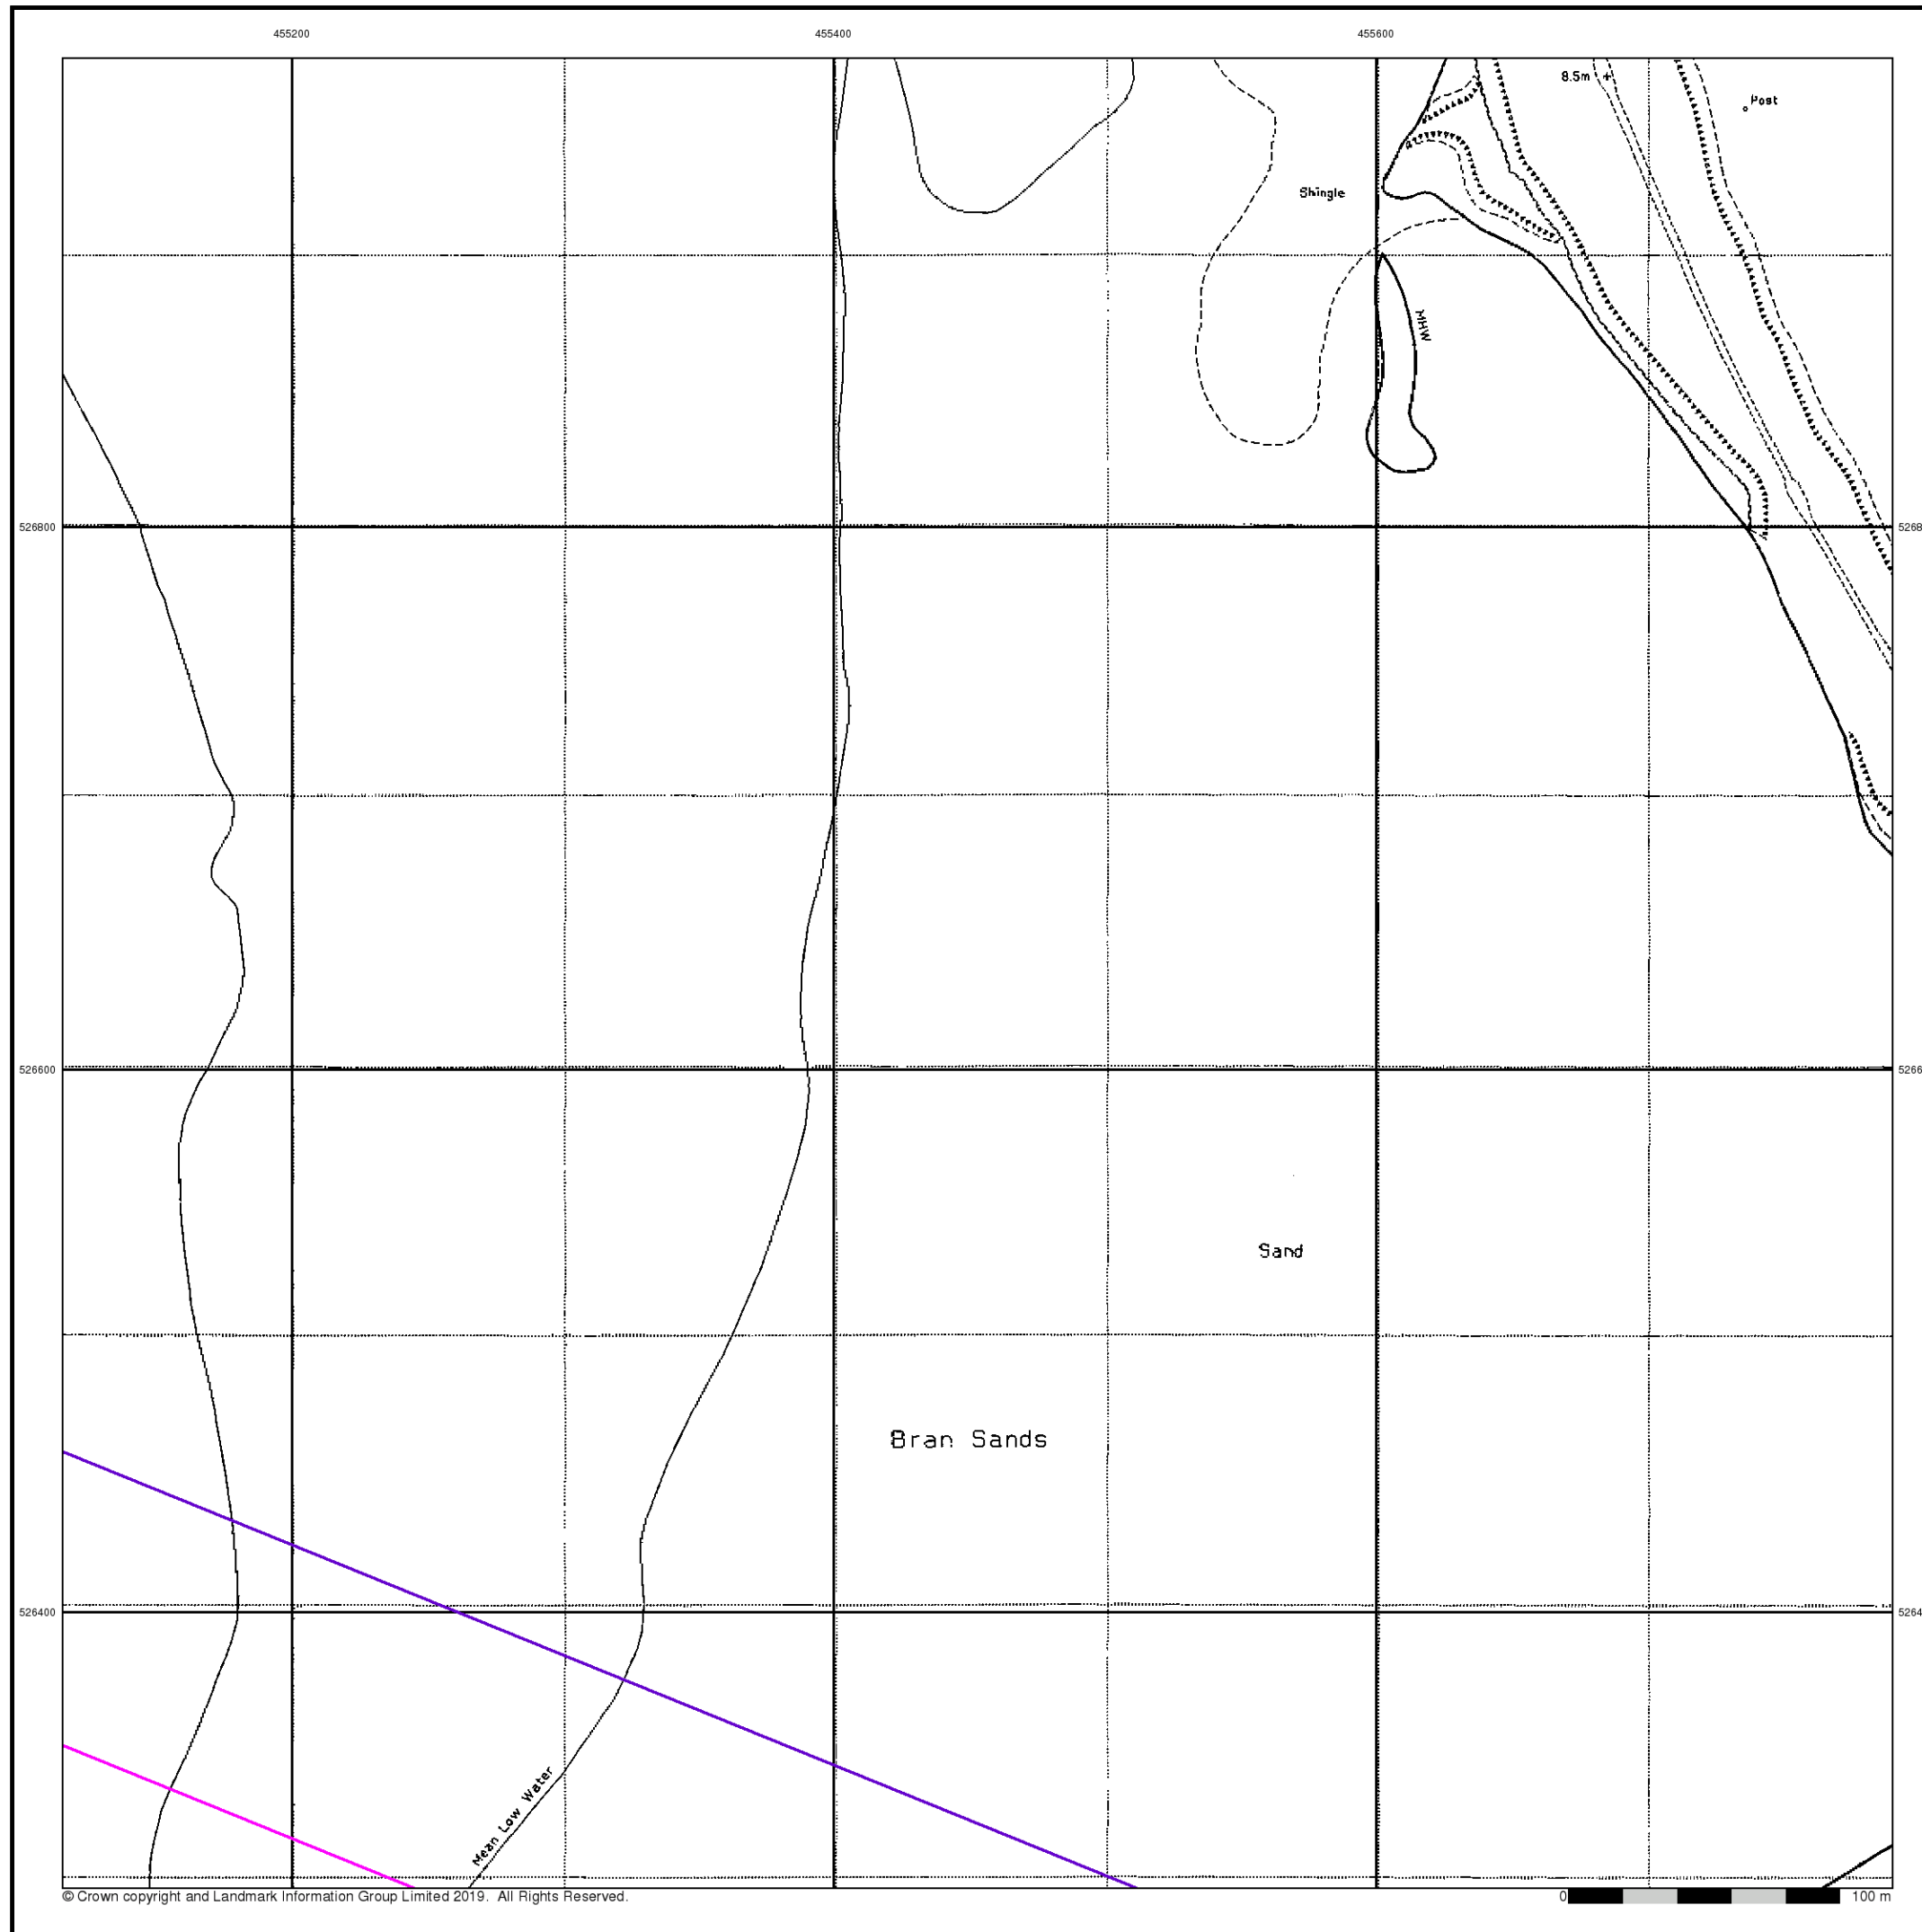 455200 455400 455600
8.5m +
Post
Shingle
MHW
526800 5268
526600 5266
Sand
Bran Sands
526400 5264
Mean Low Water
© Crown copyright and Landmark Information Group Limited 2019. All Rights Reserved. 0 100 m